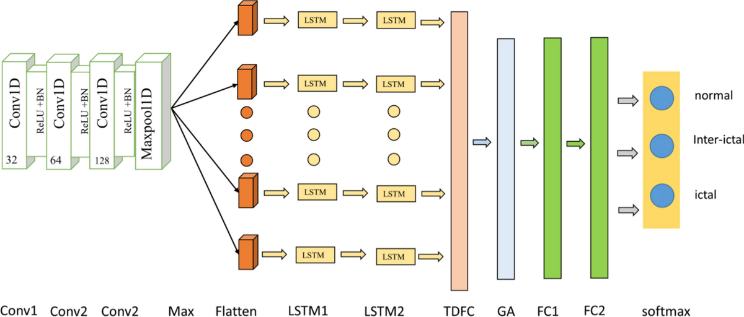 Conv1D
32
ReLU +BN
Conv1D
64
ReLU +BN
Conv1D
128
ReLU +BN
Maxpool1D
LSTM
LSTM
LSTM
LSTM
LSTM
LSTM
LSTM
LSTM
normal
Inter-ictal
ictal
Conv1 Conv2 Conv2 Max Flatten LSTM1 LSTM2 TDFC GA FC1 FC2 softmax